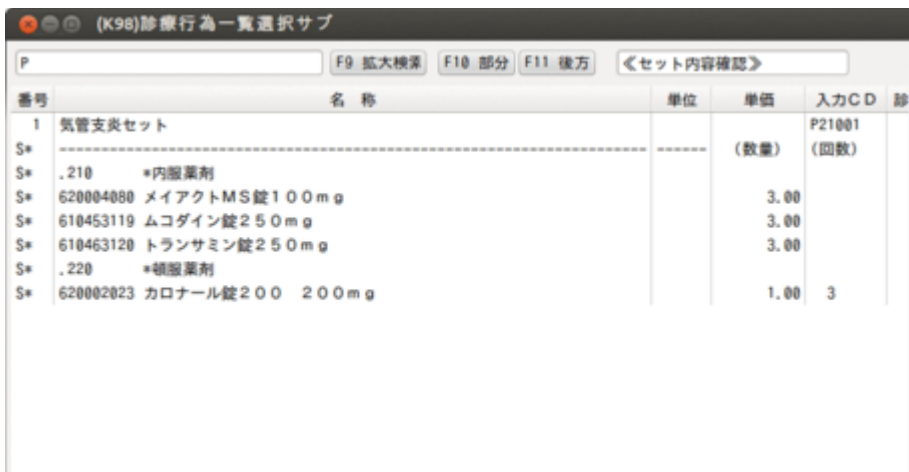 (K98)診療行為一覧選択サブ
P F9 拡大検索 F10 部分 F11 後方 ≪セット内容確認≫
番号 名 称 単位 単価 入力CD 診
1 気管支炎セット P21001
S* ---------------------------------------------------------------------- ------ (数量) (回数)
S* .210 *内服薬剤
S* 620004080 メイアクトMS錠100mg 3.00
S* 610453119 ムコダイン錠250mg 3.00
S* 610463120 トランサミン錠250mg 3.00
S* .220 *頓服薬剤
S* 620002023 カロナール錠200 200mg 1.00 3